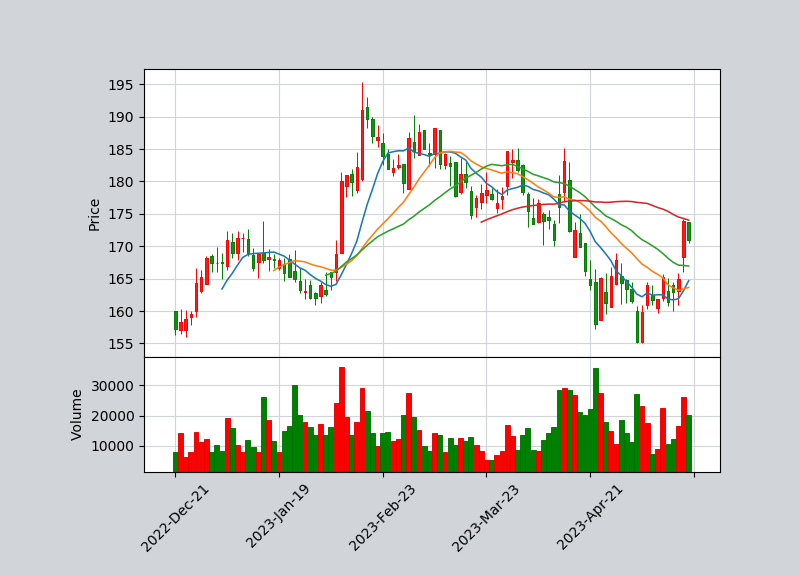 195
190
185
180
175
170
165
160
155
Price
30000
20000
10000
Volume
2022-Dec-21
2023-Jan-19
2023-Feb-23
2023-Mar-23
2023-Apr-21